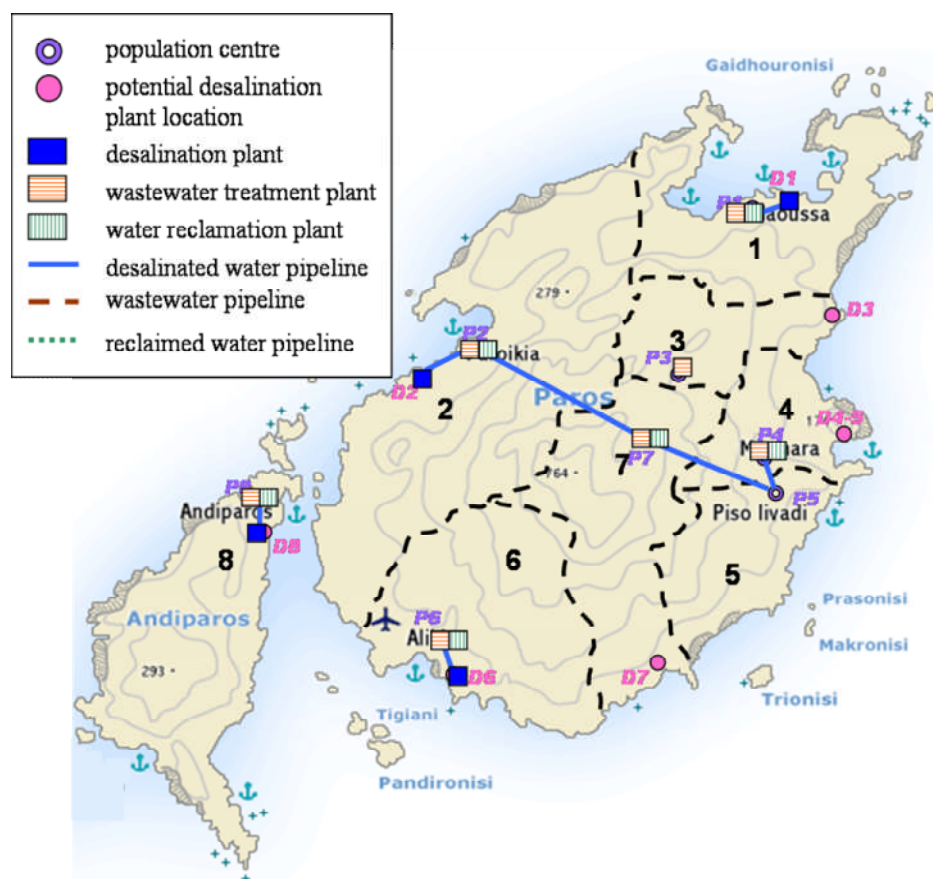 population centre
potential desalination
plant location
desalination plant
wastewater treatment plant
water reclamation plant
desalinated water pipeline
wastewater pipeline
reclaimed water pipeline
Gaidhouronisi
D1
aoussa
1
279
D3
P2
oikia
3
P3
D2
2
Paros
4
D4-5
P4
M
nara
7
P7
764
P5
Piso livadi
Andiparos
D8
8
6
5
Andiparos
Prasonisi
Makronisi
P6
Ali
D6
D7
293
Trionisi
Tigiani
Pandironisi